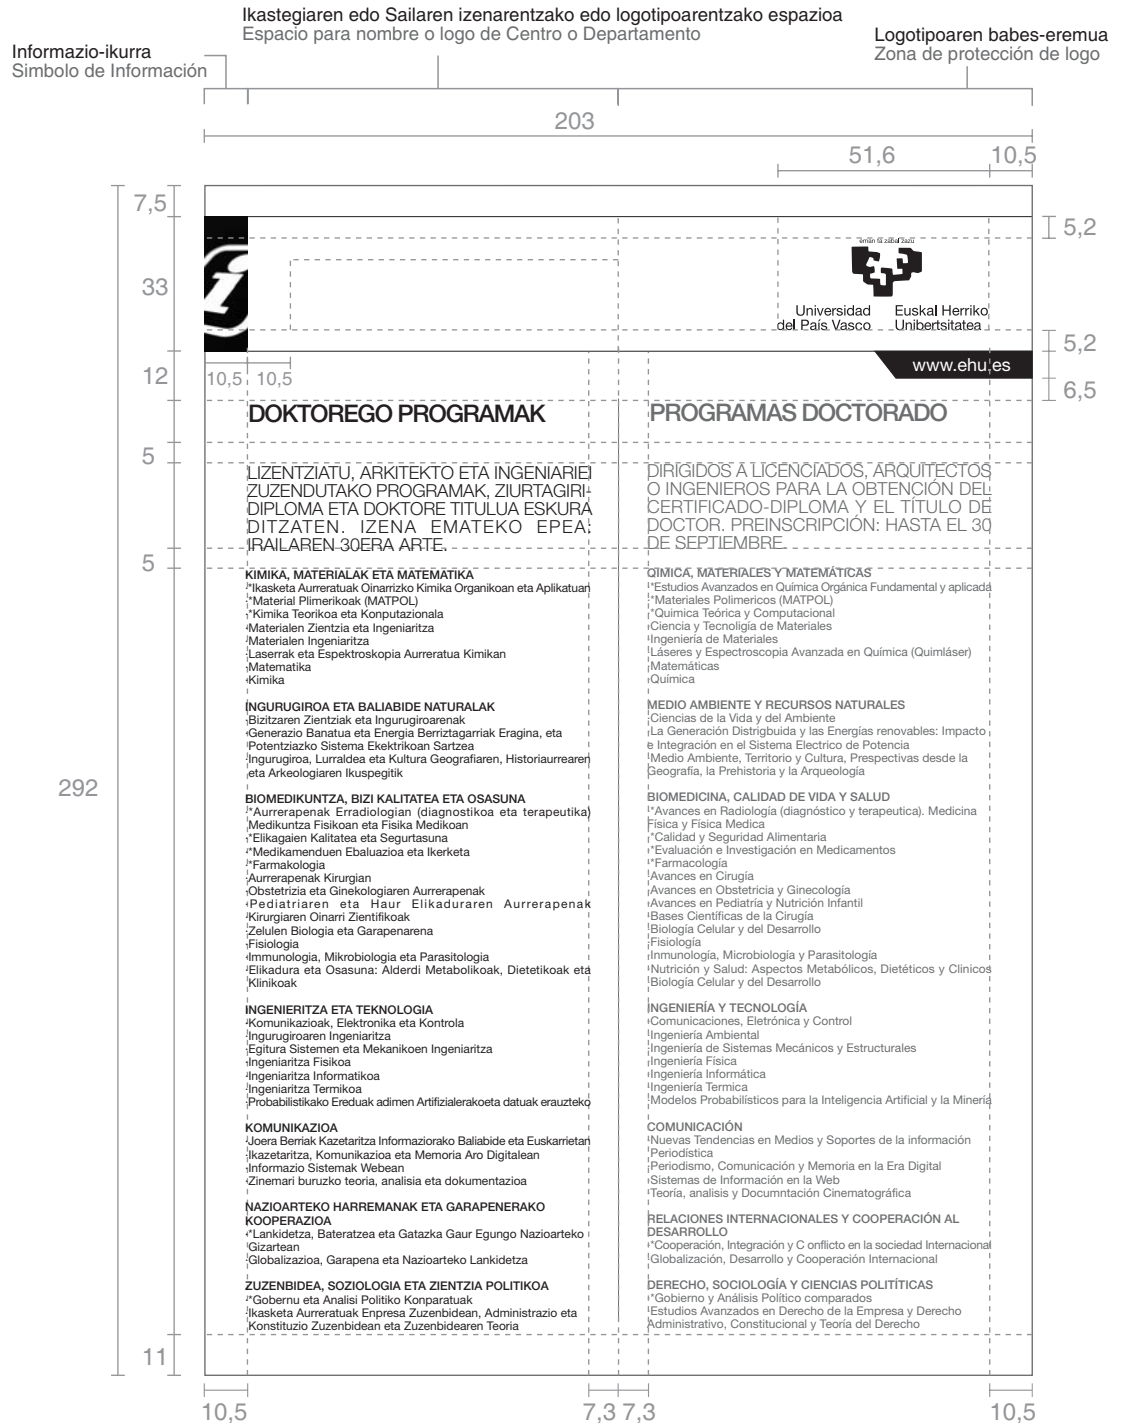 Ikastegiaren edo Sailaren izenarentzako edo logotipoarentzako espazioa
Espacio para nombre o logo de Centro o Departamento
Informazio-ikurra
Simbolo de Información
Logotipoaren babes-eremua
Zona de protección de logo
203
51,6
10,5
7,5
5,2
33
eman ta zabal zazu
Universidad
del País Vasco
Euskal Herriko
Unibertsitatea
5,2
12
10,5
10,5
www.ehu.es
6,5
DOKTOREGO PROGRAMAK
PROGRAMAS DOCTORADO
5
LIZENTZIATU, ARKITEKTO ETA INGENIARIEI
ZUZENDUTAKO PROGRAMAK, ZIURTAGIRI-
DIPLOMA ETA DOKTORE TITULUA ESKURA
DITZATEN. IZENA EMATEKO EPEA:
IRAILAREN 30ERA ARTE.
DIRIGIDOS A LICENCIADOS, ARQUITECTOS
O INGENIEROS PARA LA OBTENCIÓN DEL
CERTIFICADO-DIPLOMA Y EL TÍTULO DE
DOCTOR. PREINSCRIPCIÓN: HASTA EL 30
DE SEPTIEMBRE
5
KIMIKA, MATERIALAK ETA MATEMATIKA
*Ikasketa Aurreratuak Oinarrizko Kimika Organikoan eta Aplikatuan
*Material Plimerikoak (MATPOL)
*Kimika Teorikoa eta Konputazionala
Materialen Zientzia eta Ingeniaritza
Materialen Ingeniaritza
Laserrak eta Espektroskopia Aurreratua Kimikan
Matematika
Kimika
INGURUGIROA ETA BALIABIDE NATURALAK
Bizitzaren Zientziak eta Ingurugiroarenak
Generazio Banatua eta Energia Berriztagarriak Eragina, eta
Potentziazko Sistema Ekektrikoan Sartzea
Ingurugiroa, Lurraldea eta Kultura Geografiaren, Historiaurrearen
eta Arkeologiaren Ikuspegitik
BIOMEDIKUNTZA, BIZI KALITATEA ETA OSASUNA
*Aurrerapenak Erradiologian (diagnostikoa eta terapeutika)
Medikuntza Fisikoan eta Fisika Medikoan
*Elikagaien Kalitatea eta Segurtasuna
*Medikamenduen Ebaluazioa eta Ikerketa
*Farmakologia
Aurrerapenak Kirurgian
Obstetrizia eta Ginekologiaren Aurrerapenak
Pediatriaren eta Haur Elikaduraren Aurrerapenak
Kirurgiaren Oinarri Zientifikoak
Zelulen Biologia eta Garapenarena
Fisiologia
Immunologia, Mikrobiologia eta Parasitologia
Elikadura eta Osasuna: Alderdi Metabolikoak, Dietetikoak eta
Klinikoak
INGENIERITZA ETA TEKNOLOGIA
Komunikazioak, Elektronika eta Kontrola
Ingurugiroaren Ingeniaritza
Egitura Sistemen eta Mekanikoen Ingeniaritza
Ingeniaritza Fisikoa
Ingeniaritza Informatikoa
Ingeniaritza Termikoa
Probabilistikako Ereduak adimen Artifizialerakoeta datuak erauzteko
KOMUNIKAZIOA
Joera Berriak Kazetaritza Informaziorako Baliabide eta Euskarrietan
Ikazetaritza, Komunikazioa eta Memoria Aro Digitalean
Informazio Sistemak Webean
Zinemari buruzko teoria, analisia eta dokumentazioa
NAZIOARTEKO HARREMANAK ETA GARAPENERAKO
KOOPERAZIOA
*Lankidetza, Bateratzea eta Gatazka Gaur Egungo Nazioarteko
Gizartean
Globalizazioa, Garapena eta Nazioarteko Lankidetza
ZUZENBIDEA, SOZIOLOGIA ETA ZIENTZIA POLITIKOA
*Gobernu eta Analisi Politiko Konparatuak
Ikasketa Aurreratuak Enpresa Zuzenbidean, Administrazio eta
Konstituzio Zuzenbidean eta Zuzenbidearen Teoria
QIMICA, MATERIALES Y MATEMÁTICAS
*Estudios Avanzados en Química Orgánica Fundamental y aplicada
*Materiales Polimericos (MATPOL)
*Quimica Teórica y Computacional
Ciencia y Tecnoligía de Materiales
Ingeniería de Materiales
Láseres y Espectroscopia Avanzada en Química (Quimláser)
Matemáticas
Química
MEDIO AMBIENTE Y RECURSOS NATURALES
Ciencias de la Vida y del Ambiente
La Generación Distrigbuida y las Energías renovables: Impacto
e Integración en el Sistema Electrico de Potencia
Medio Ambiente, Territorio y Cultura, Prespectivas desde la
Geografía, la Prehistoria y la Arqueología
BIOMEDICINA, CALIDAD DE VIDA Y SALUD
*Avances en Radiología (diagnóstico y terapeutica). Medicina
Física y Física Medica
*Calidad y Seguridad Alimentaria
*Evaluación e Investigación en Medicamentos
*Farmacología
Avances en Cirugía
Avances en Obstetricia y Ginecología
Avances en Pediatría y Nutrición Infantil
Bases Científicas de la Cirugía
Biología Celular y del Desarrollo
Fisiología
Inmunología, Microbiología y Parasitología
Nutrición y Salud: Aspectos Metabólicos, Dietéticos y Clinicos
Biología Celular y del Desarrollo
INGENIERÍA Y TECNOLOGÍA
Comunicaciones, Eletrónica y Control
Ingeniería Ambiental
Ingeniería de Sistemas Mecánicos y Estructurales
Ingeniería Física
Ingeniería Informática
Ingeniería Termica
Modelos Probabilísticos para la Inteligencia Artificial y la Minería
COMUNICACIÓN
Nuevas Tendencias en Medios y Soportes de la información
Periodística
Periodismo, Comunicación y Memoria en la Era Digital
Sistemas de Información en la Web
Teoría, analisis y Documntación Cinematográfica
RELACIONES INTERNACIONALES Y COOPERACIÓN AL
DESARROLLO
*Cooperación, Integración y C onflicto en la sociedad Internacional
Globalización, Desarrollo y Cooperación Internacional
DERECHO, SOCIOLOGÍA Y CIENCIAS POLITÍTICAS
*Gobierno y Análisis Político comparados
Estudios Avanzados en Derecho de la Empresa y Derecho
Administrativo, Constitucional y Teoría del Derecho
292
11
10,5
7,3
7,3
10,5